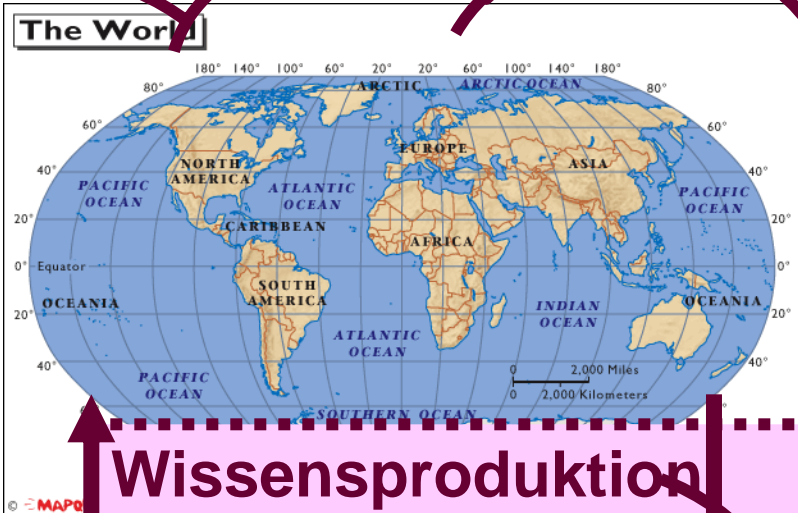 The World
180° 140° 100° 60° 20° 20° 60° 100° 140° 180°
80° ARCTIC ARCTIC OCEAN 80°
60° 60°
EUROPE
NORTH AMERICA
ASIA
40° 40°
PACIFIC OCEAN
ATLANTIC OCEAN
PACIFIC OCEAN
20° 20°
CARIBBEAN
AFRICA
0° Equator 0°
SOUTH AMERICA
OCEANIA
INDIAN OCEAN
OCEANIA
20° 20°
ATLANTIC OCEAN
40° 40°
0 2,000 Miles
0 2,000 Kilometers
PACIFIC OCEAN
SOUTHERN OCEAN
Wissensproduktion
©